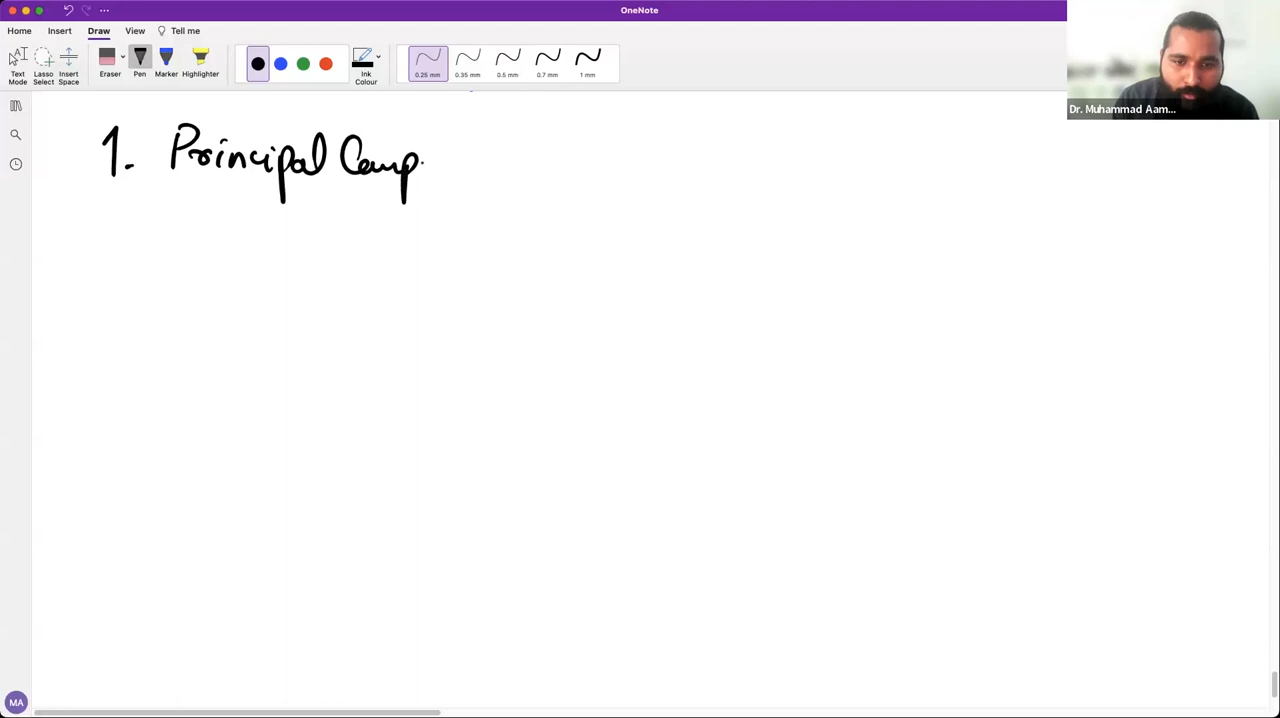 OneNote
Home Insert Draw View Tell me
Text Mode Lasso Select Insert Space Eraser Pen Marker Highlighter Ink Colour 0.25 mm 0.35 mm 0.5 mm 0.7 mm 1 mm
Dr. Muhammad Aam...
1. Principal Comp
MA